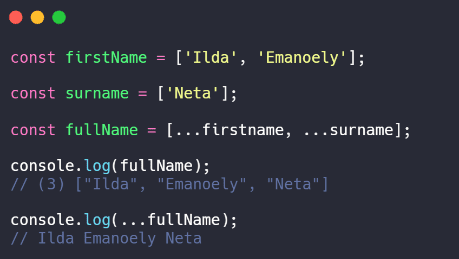 const firstName = ['Ilda', 'Emanoely'];
const surname = ['Neta'];
const fullName = [...firstname, ...surname];
console.log(fullName);
// (3) ["Ilda", "Emanoely", "Neta"]
console.log(...fullName);
// Ilda Emanoely Neta